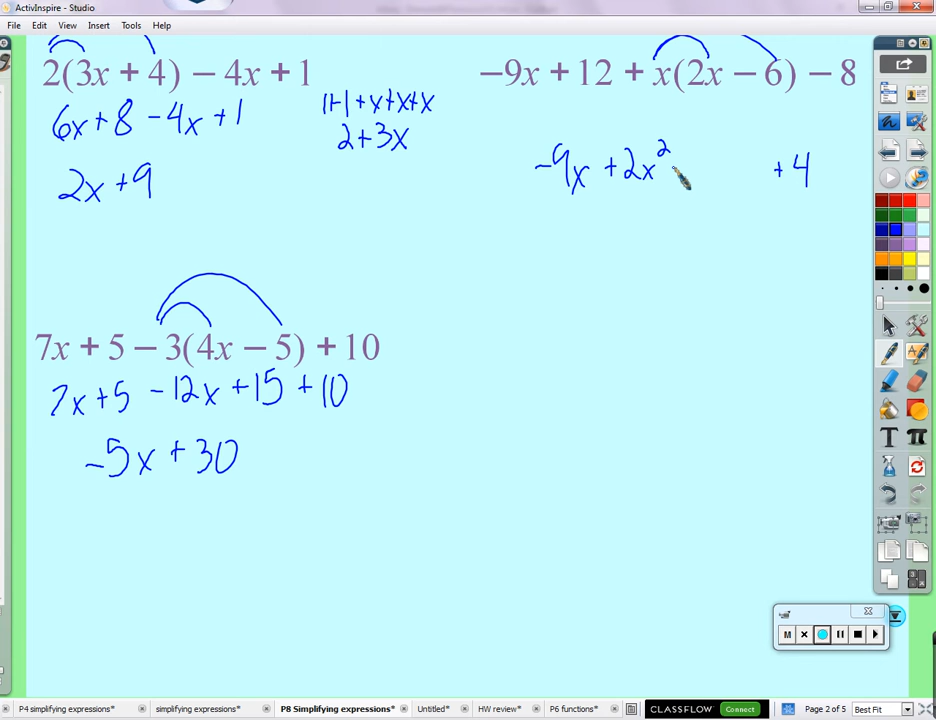 ActivInspire - Studio
File Edit View Insert Tools Help
2(3x + 4) − 4x + 1
6x+8 -4x +1
2x +9
1+1+x+x+x
2+3x
−9x + 12 + x(2x − 6) − 8
-9x +2x² +4
7x + 5 − 3(4x − 5) + 10
7x +5 -12x +15 +10
-5x + 30
M
P4 simplifying expressions* simplifying expressions* P8 Simplifying expressions* Untitled* HW review* P6 functions* CLASSFLOW Connect Page 2 of 5 Best Fit